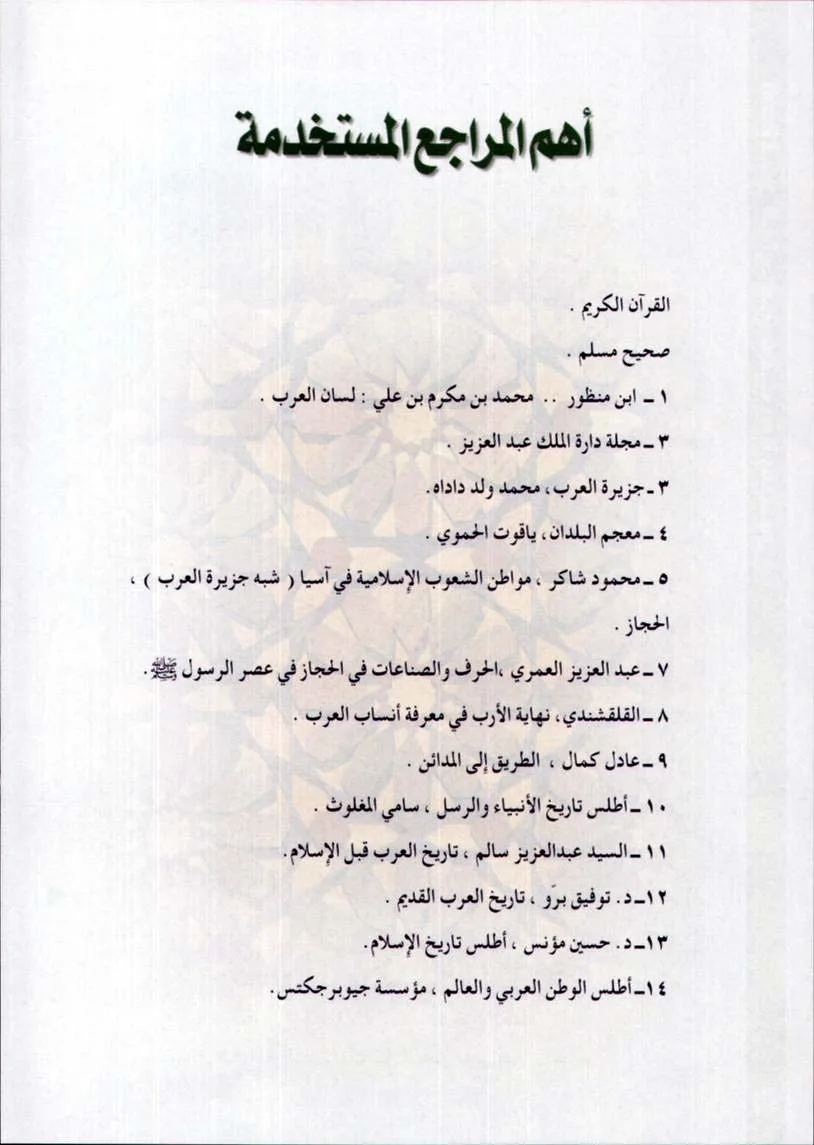 أهم المراجع المستخدمة
القرآن الكريم .
صحيح مسلم .
١ ـ ابن منظور .. محمد بن مكرم بن علي : لسان العرب .
٣ ـ مجلة دارة الملك عبد العزيز .
٣ ـ جزيرة العرب، محمد ولد داداه.
٤ ـ معجم البلدان، ياقوت الحموي .
٥ ـ محمود شاكر ، مواطن الشعوب الإسلامية في آسيا ( شبه جزيرة العرب ) ،
الحجاز .
٧ ـ عبد العزيز العمري ،الحرف والصناعات في الحجاز في عصر الرسول ﷺ.
٨ ـ القلقشندي، نهاية الأرب في معرفة أنساب العرب .
٩ ـ عادل كمال ، الطريق إلى المدائن .
١٠ ـ أطلس تاريخ الأنبياء والرسل ، سامي المغلوث .
١١ ـ السيد عبدالعزيز سالم ، تاريخ العرب قبل الإسلام.
١٢ـ د. توفيق برّو ، تاريخ العرب القديم .
١٣ـ د. حسين مؤنس ، أطلس تاريخ الإسلام.
١٤ـ أطلس الوطن العربي والعالم ، مؤسسة جيوبرجكتس.